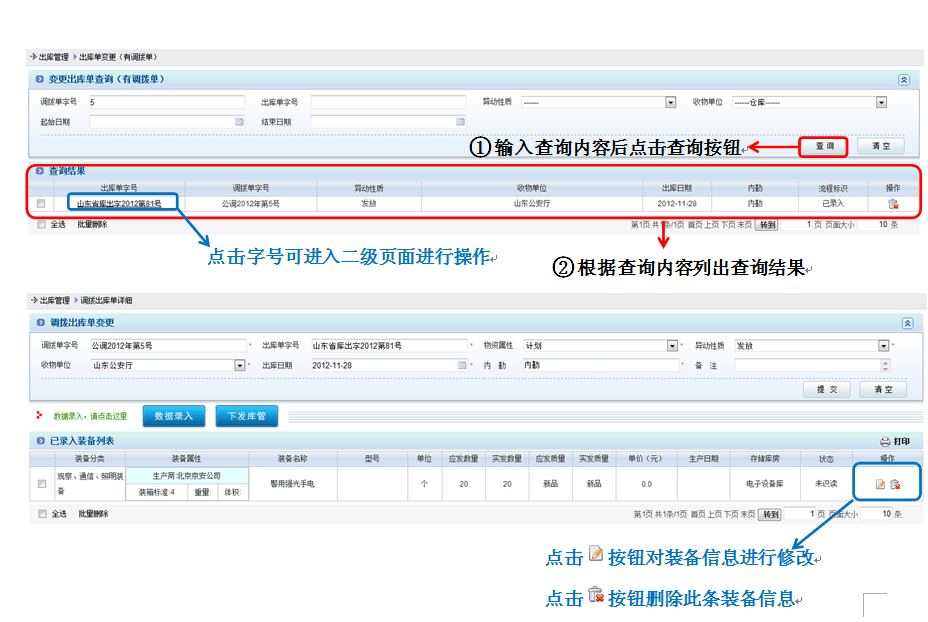 出库管理 出库单变更（有调拨单）
变更出库单查询（有调拨单）
调拨单字号 5 出库单字号 异动性质 ------ 收物单位 ------仓库------
起始日期 结束日期
①输入查询内容后点击查询按钮 查 询 清 空
查询结果
出库单字号 调拨单字号 异动性质 收物单位 出库日期 内勤 流程标识 操作
山东省库出字2012第81号 公调2012年第5号 发放 山东公安厅 2012-11-28 内勤 已录入
全选 批量删除 第1页 共1条/1页 首页 上页 下页 末页 转到 1 页 页面大小 10 条
点击字号可进入二级页面进行操作
②根据查询内容列出查询结果
出库管理 调拨出库单详细
调拨出库单变更
调拨单字号 公调2012年第5号 * 出库单字号 山东省库出字2012第81号 * 物资属性 计划 * 异动性质 发放 *
收物单位 山东公安厅 * 出库日期 2012-11-28 * 内 勤 内勤 * 备 注
提 交 清 空
数据录入，请点击这里 数据录入 下发库管
已录入装备列表 打印
装备分类 装备属性 装备名称 型号 单位 应发数量 实发数量 应发质量 实发质量 单价（元） 生产日期 存储库房 状态 操作
观察、通信、照明装备 生产商:北京京安公司 警用强光手电 个 20 20 新品 新品 0.0 电子设备库 未识读
装箱标准:4 重量: 体积:
全选 批量删除 第1页 共1条/1页 首页 上页 下页 末页 转到 1 页 页面大小 10 条
点击 按钮对装备信息进行修改
点击 按钮删除此条装备信息